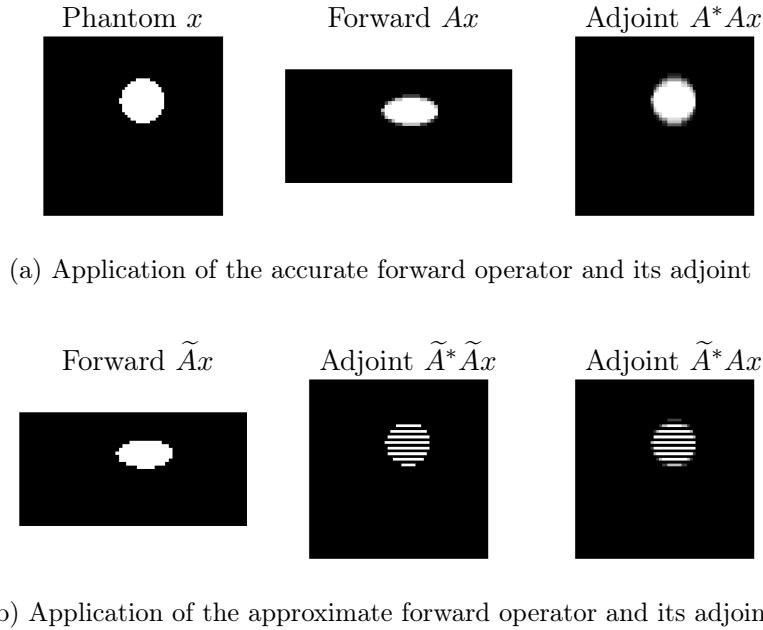 Phantom x Forward Ax Adjoint A*Ax
(a) Application of the accurate forward operator and its adjoint
Forward Ãx Adjoint Ã*Ãx Adjoint Ã*Ax
b) Application of the approximate forward operator and its adjoin